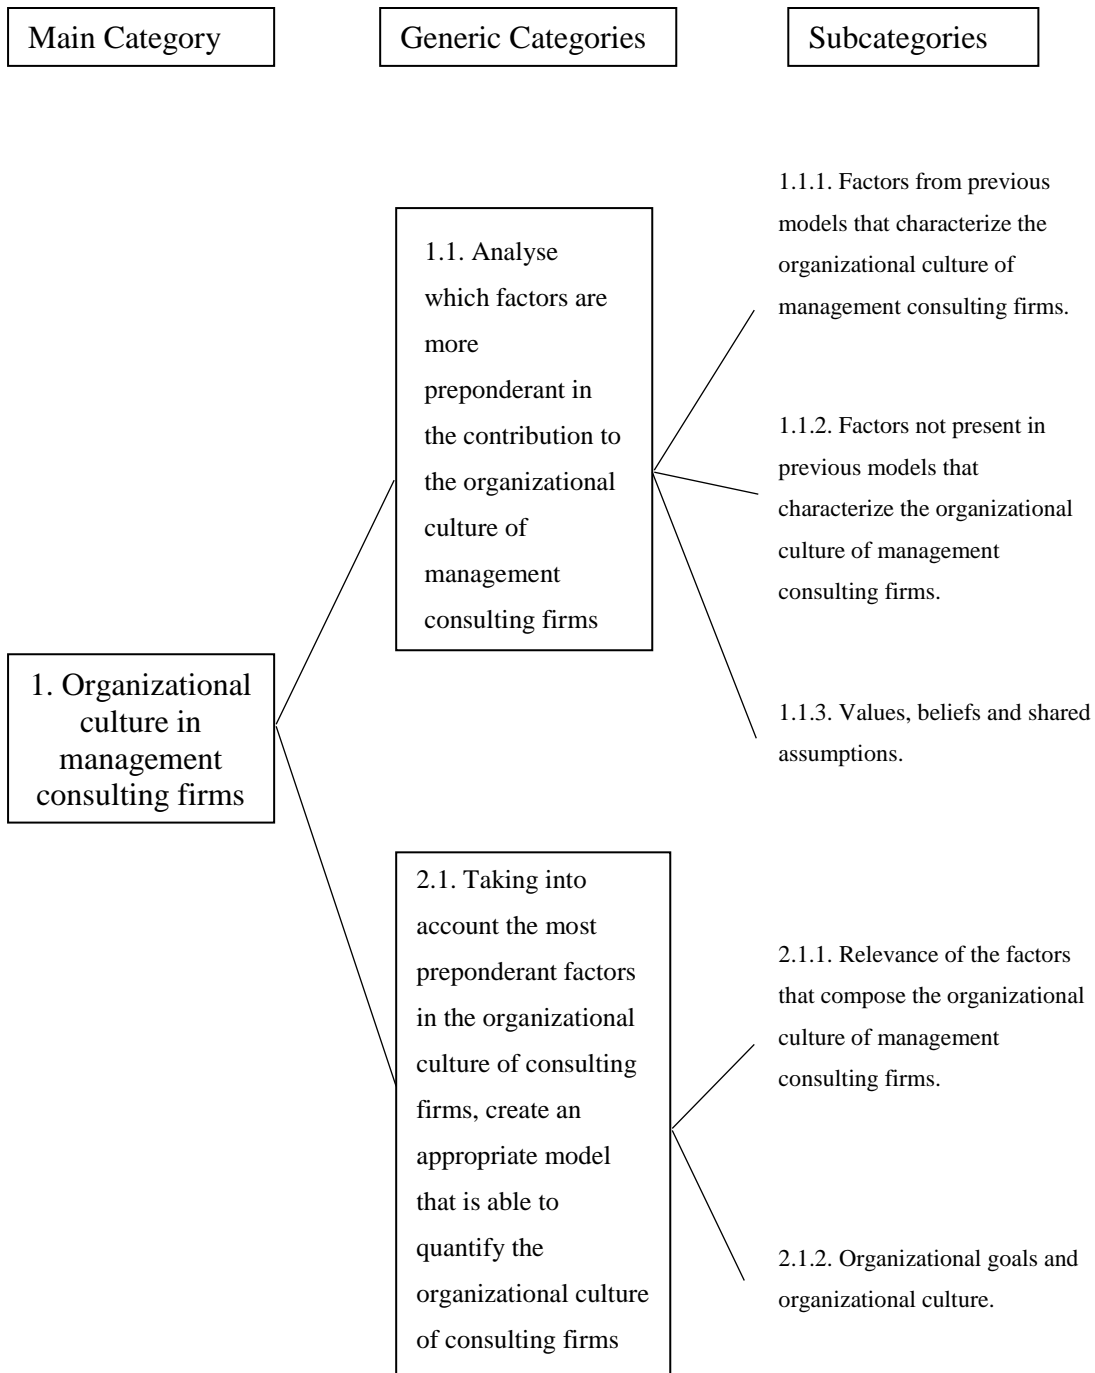 Main Category
Generic Categories
Subcategories
1. Organizational
culture in
management
consulting firms
1.1. Analyse
which factors are
more
preponderant in
the contribution to
the organizational
culture of
management
consulting firms
1.1.1. Factors from previous
models that characterize the
organizational culture of
management consulting firms.
1.1.2. Factors not present in
previous models that
characterize the organizational
culture of management
consulting firms.
1.1.3. Values, beliefs and shared
assumptions.
2.1. Taking into
account the most
preponderant factors
in the organizational
culture of consulting
firms, create an
appropriate model
that is able to
quantify the
organizational culture
of consulting firms
2.1.1. Relevance of the factors
that compose the organizational
culture of management
consulting firms.
2.1.2. Organizational goals and
organizational culture.